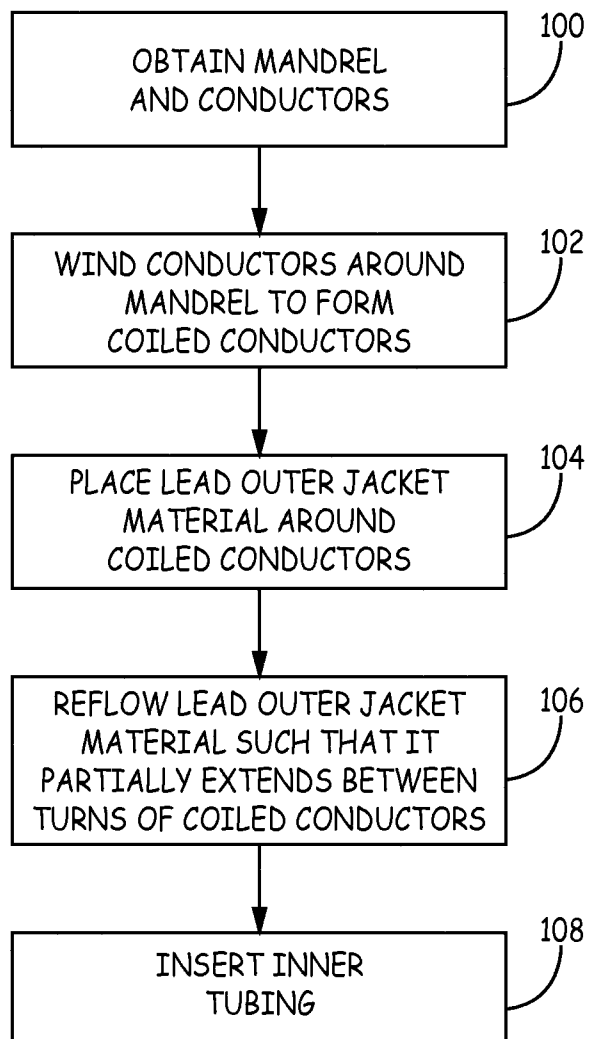 100
OBTAIN MANDREL
AND CONDUCTORS
102
WIND CONDUCTORS AROUND
MANDREL TO FORM
COILED CONDUCTORS
104
PLACE LEAD OUTER JACKET
MATERIAL AROUND
COILED CONDUCTORS
106
REFLOW LEAD OUTER JACKET
MATERIAL SUCH THAT IT
PARTIALLY EXTENDS BETWEEN
TURNS OF COILED CONDUCTORS
108
INSERT INNER
TUBING